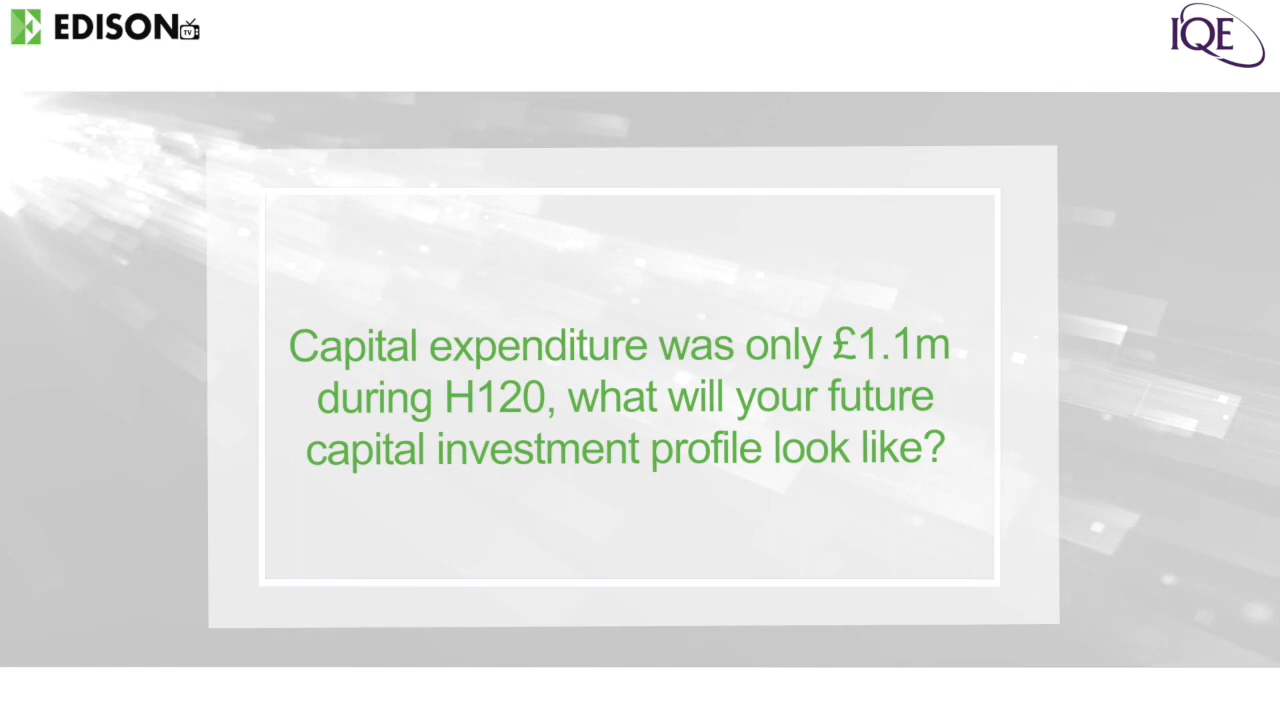 EDISON TV
IQE
Capital expenditure was only £1.1m
during H120, what will your future
capital investment profile look like?